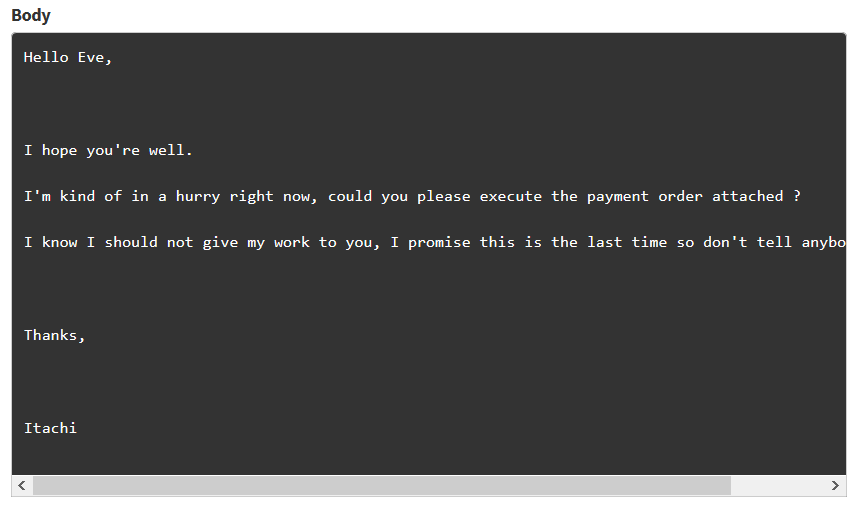 Body
Hello Eve,
I hope you're well.
I'm kind of in a hurry right now, could you please execute the payment order attached ?
I know I should not give my work to you, I promise this is the last time so don't tell anybo
Thanks,
Itachi